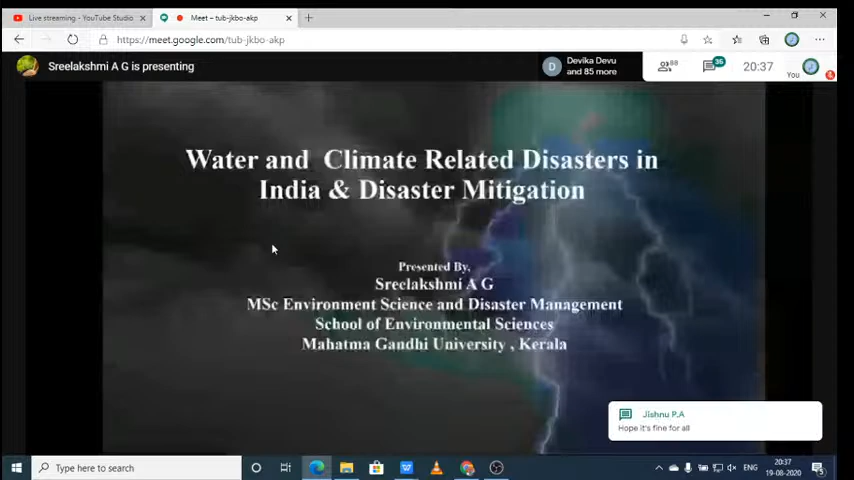 Live streaming - YouTube Studio
Meet – tub-jkbo-akp
https://meet.google.com/tub-jkbo-akp
Sreelakshmi A G is presenting
D
Devika Devu
and 85 more
88
36
20:37
You
Water and Climate Related Disasters in
India & Disaster Mitigation
Presented By,
Sreelakshmi A G
MSc Environment Science and Disaster Management
School of Environmental Sciences
Mahatma Gandhi University , Kerala
Jishnu P.A
Hope it's fine for all
Type here to search
ENG
20:37
19-08-2020
5